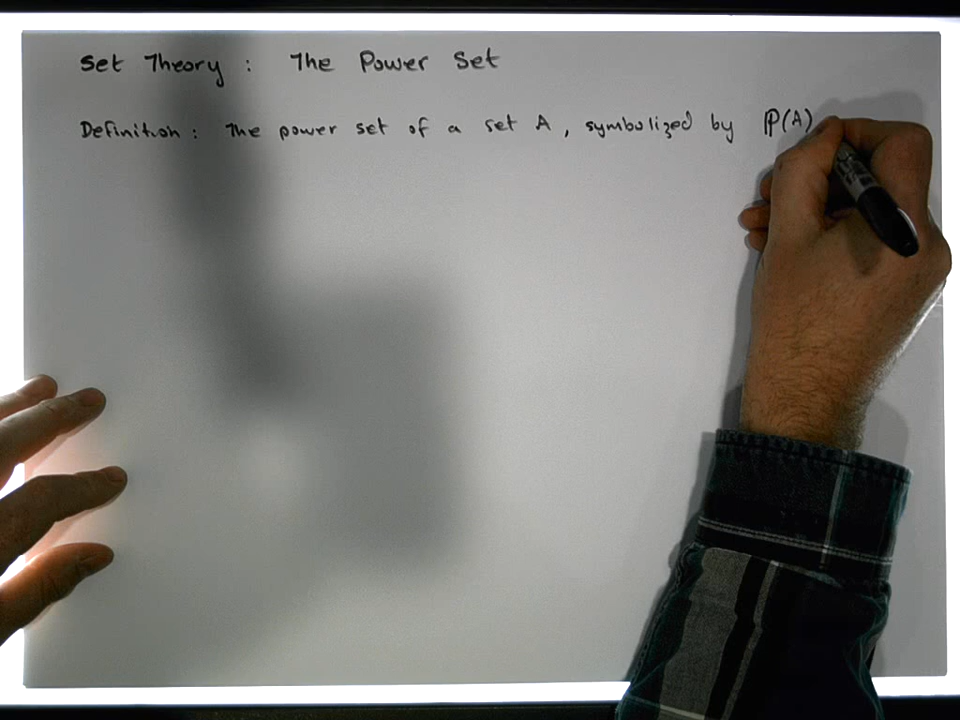 Set Theory : The Power Set
Definition : The power set of a set A, symbolized by ℙ(A)